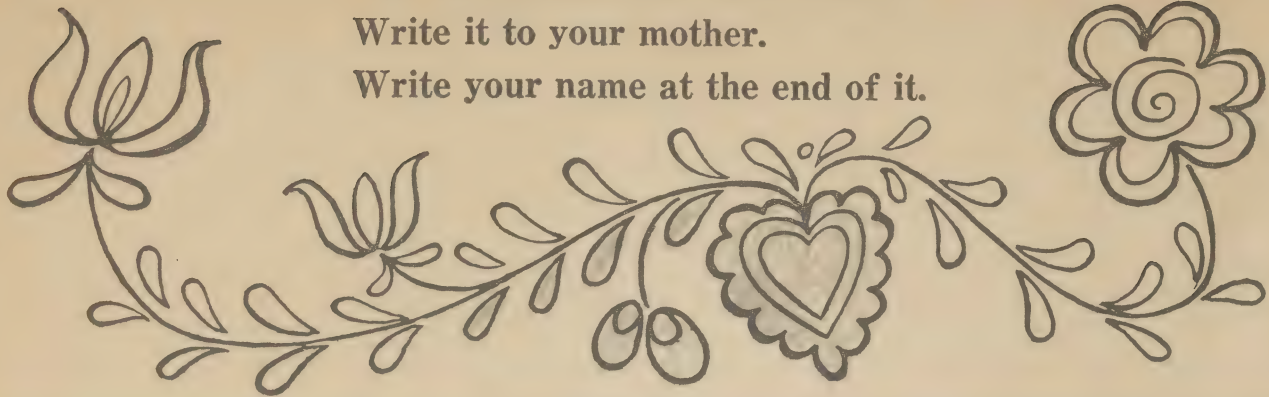 Write it to your mother.
Write your name at the end of it.